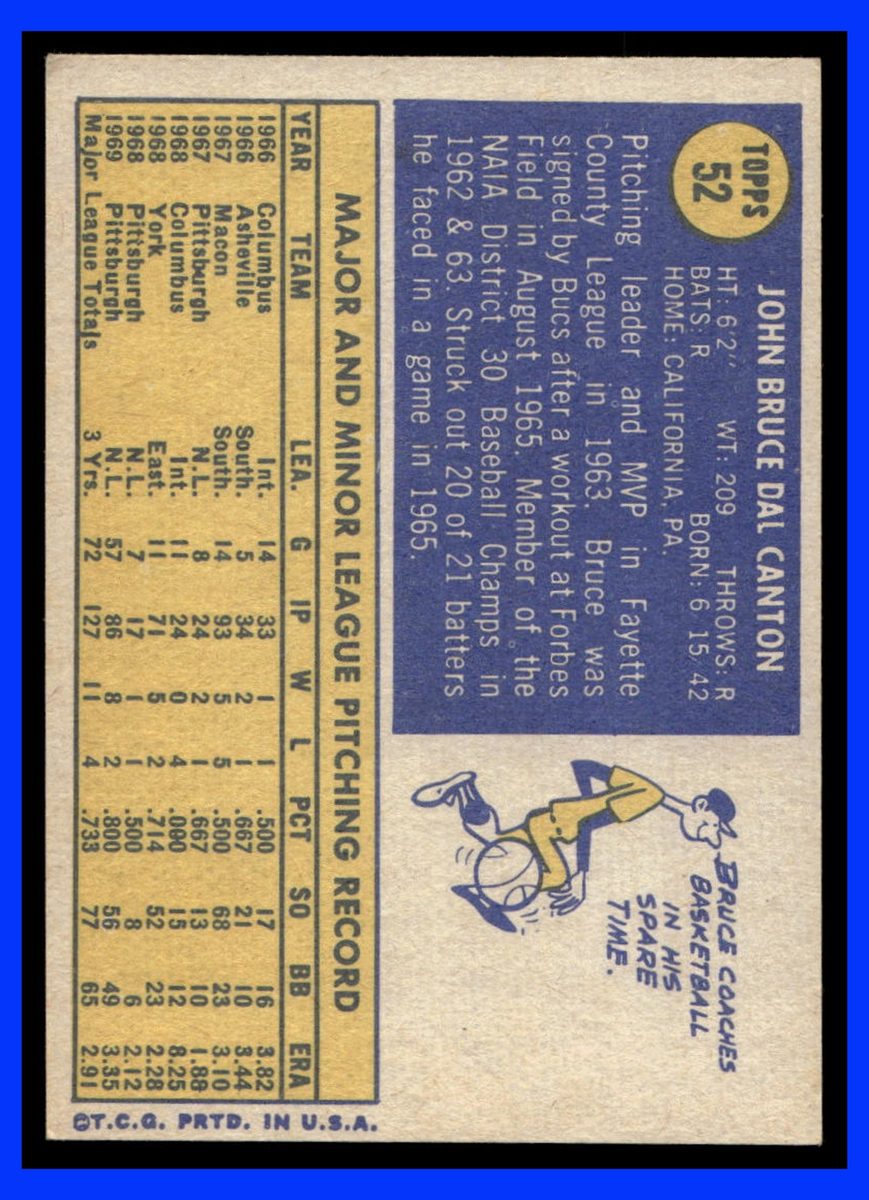 TOPPS
52
JOHN BRUCE DAL CANTON
HT: 6'2" WT: 209 THROWS: R
BATS: R BORN: 6 15, 42
HOME: CALIFORNIA, PA.
Pitching leader and MVP in Fayette
County League in 1963, Bruce was
signed by Bucs after a workout at Forbes
Field in August 1965. Member of the
NAIA District 30 Baseball Champs in
1962 & 63. Struck out 20 of 21 batters
he faced in a game in 1965.
BRUCE COACHES
BASKETBALL
IN HIS
SPARE
TIME.
MAJOR AND MINOR LEAGUE PITCHING RECORD
YEAR TEAM LEA. G IP W L PCT SO BB ERA
1966 Columbus Int. 14 33 1 1 .500 17 16 3.82
1966 Asheville South. 5 34 2 1 .667 21 10 3.44
1967 Macon South. 14 93 5 5 .500 68 23 3.10
1967 Pittsburgh N.L. 8 24 2 1 .667 13 10 1.88
1968 Columbus Int. 11 24 0 4 .000 15 12 8.25
1968 York East. 11 71 5 2 .714 52 23 2.28
1968 Pittsburgh N.L. 7 17 1 1 .500 8 6 2.12
1969 Pittsburgh N.L. 57 86 8 2 .800 56 49 3.35
Major League Totals 3 Yrs. 72 127 11 4 .733 77 65 2.91
©T.C.G. PRTD. IN U.S.A.